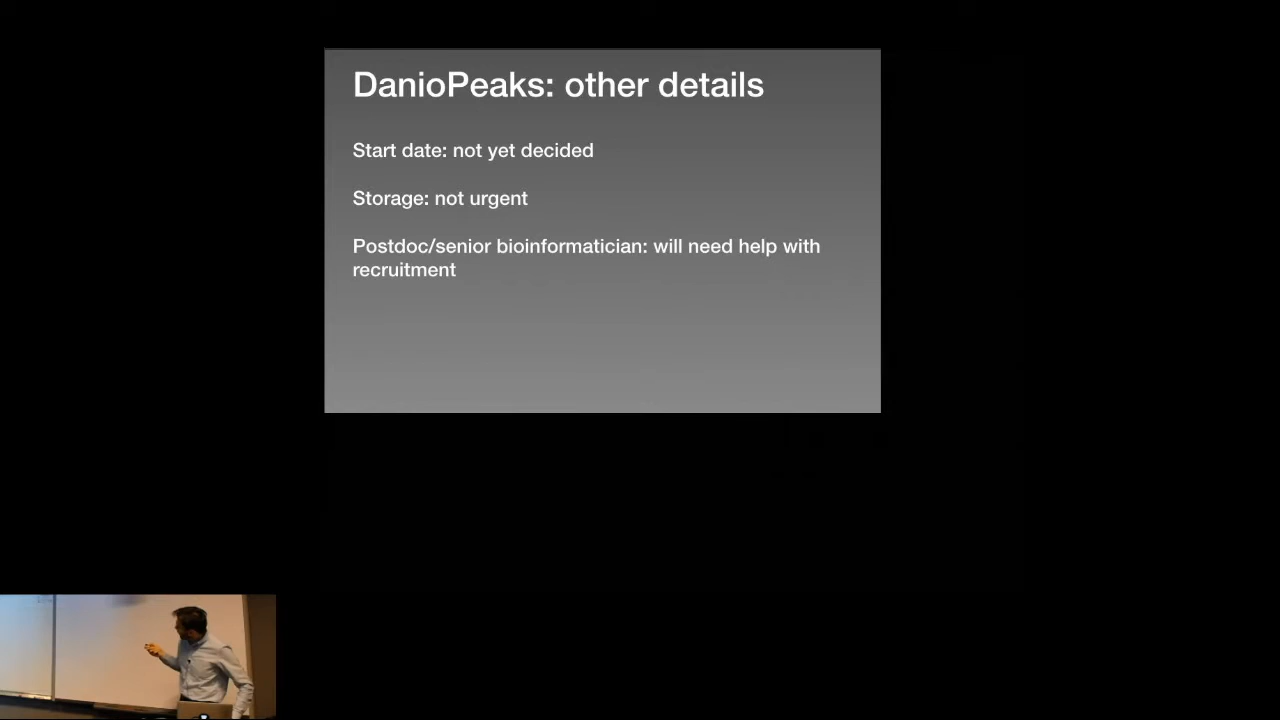 DanioPeaks: other details
Start date: not yet decided
Storage: not urgent
Postdoc/senior bioinformatician: will need help with
recruitment